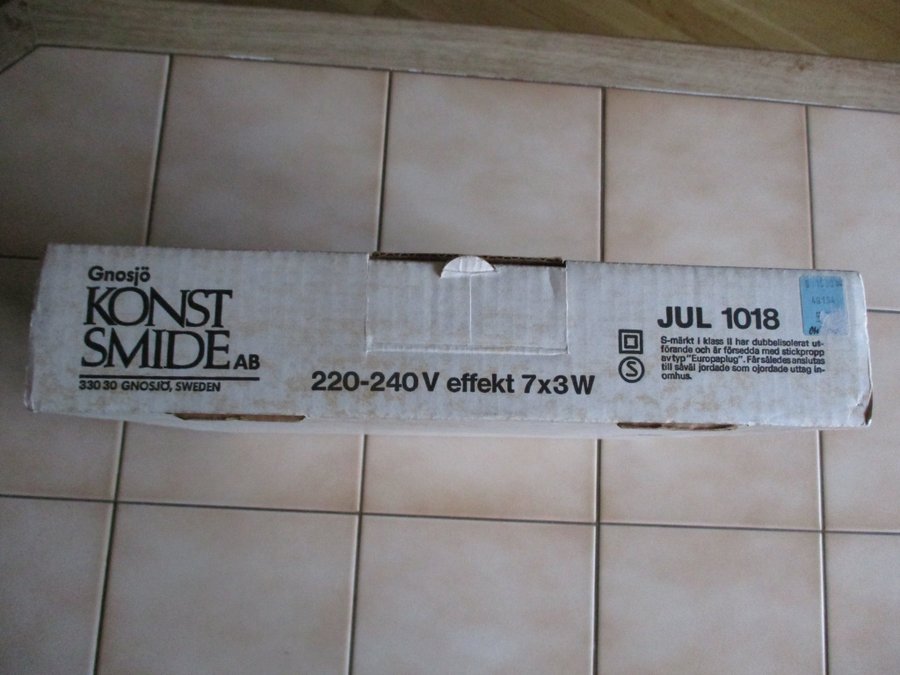 Gnosjö
KONST
SMIDE AB
330 30 GNOSJÖ, SWEDEN
220-240 V effekt 7x3 W
JUL 1018
S-märkt i klass II har dubbelisolerat ut-
förande och är försedda med stickpropp
av typ "Europaplug". Får således anslutas
till såväl jordade som ojordade uttag in-
omhus.
S